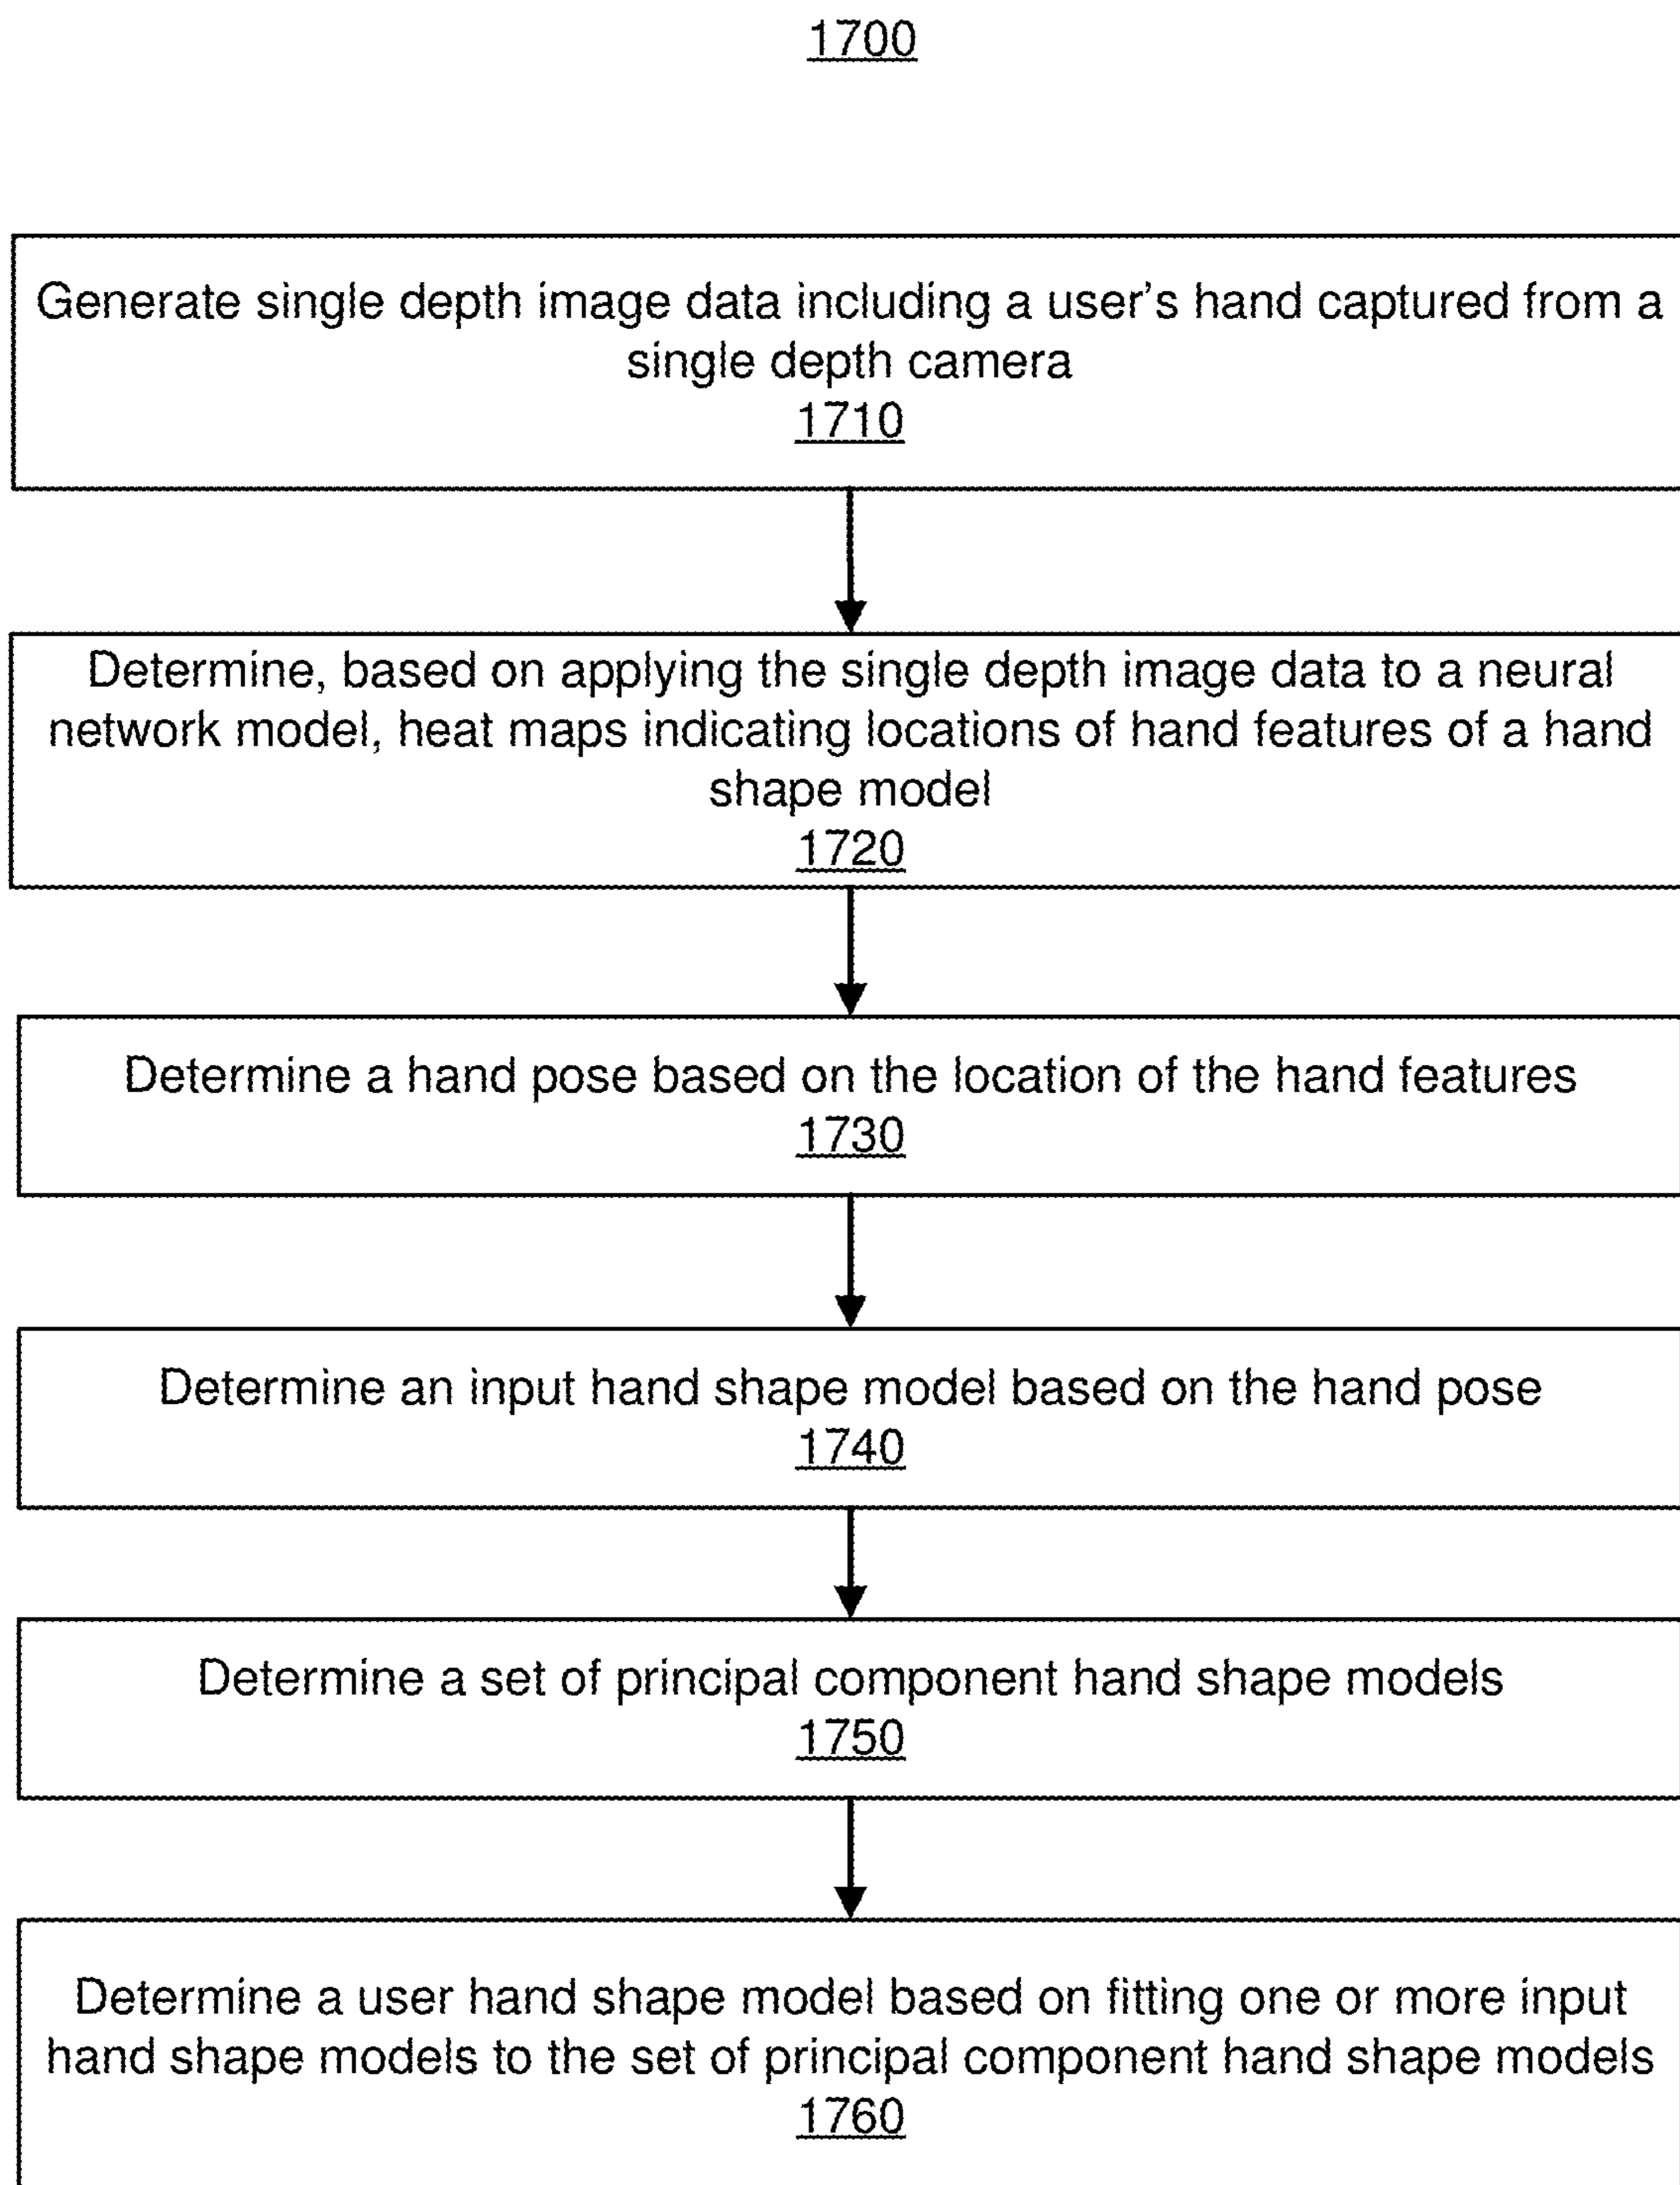 1700
Generate single depth image data including a user's hand captured from a
single depth camera
1710
Determine, based on applying the single depth image data to a neural
network model, heat maps indicating locations of hand features of a hand
shape model
1720
Determine a hand pose based on the location of the hand features
1730
Determine an input hand shape model based on the hand pose
1740
Determine a set of principal component hand shape models
1750
Determine a user hand shape model based on fitting one or more input
hand shape models to the set of principal component hand shape models
1760